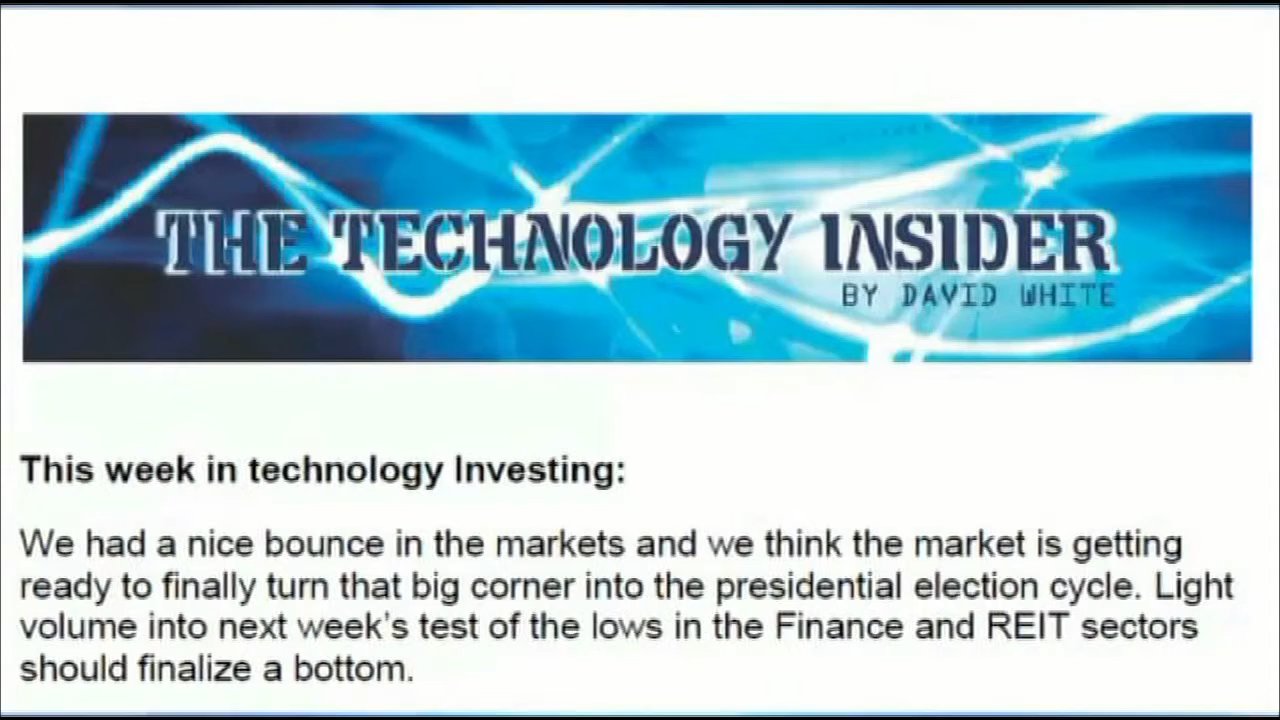 THE TECHNOLOGY INSIDER
BY DAVID WHITE
This week in technology Investing:
We had a nice bounce in the markets and we think the market is getting
ready to finally turn that big corner into the presidential election cycle. Light
volume into next week's test of the lows in the Finance and REIT sectors
should finalize a bottom.